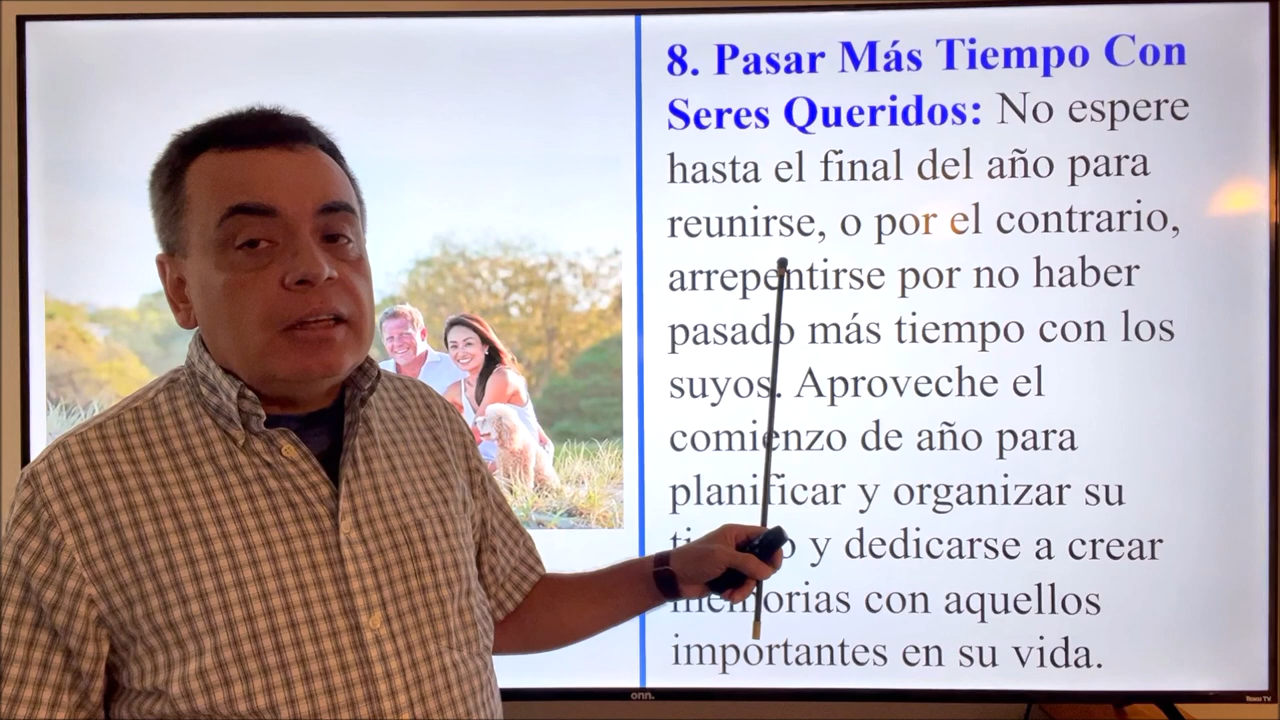 8. Pasar Más Tiempo Con
Seres Queridos: No espere
hasta el final del año para
reunirse, o por el contrario,
arrepentirse por no haber
pasado más tiempo con los
suyos. Aproveche el
comienzo de año para
planificar y organizar su
y dedicarse a crear
memorias con aquellos
importantes en su vida.
onn.
Roku TV